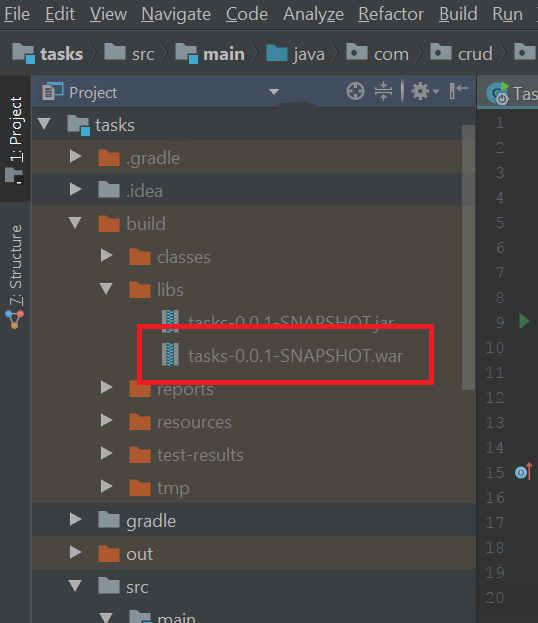 File Edit View Navigate Code Analyze Refactor Build Run
tasks src main java com crud
Project Tas
1: Project
7: Structure
tasks
.gradle
.idea
build
classes
libs
tasks-0.0.1-SNAPSHOT.jar
tasks-0.0.1-SNAPSHOT.war
reports
resources
test-results
tmp
gradle
out
src
main
1
2
3
4
5
6
7
8
9
10
11
12
13
14
15
16
17
18
19
20